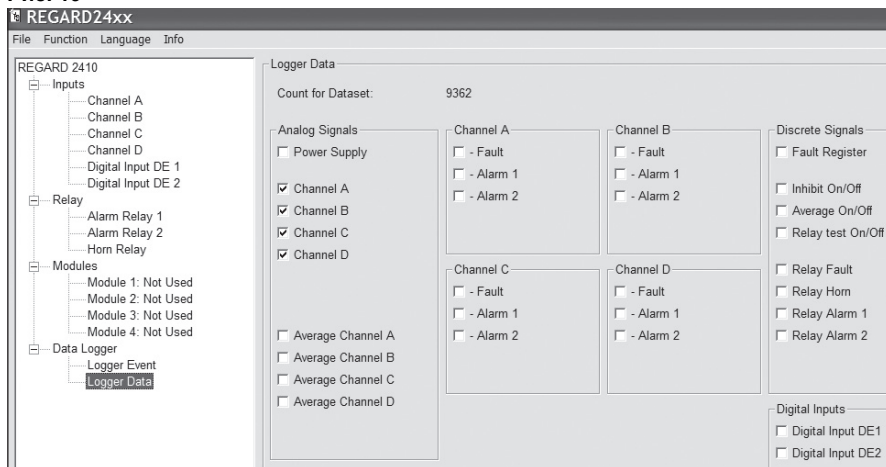 REGARD24xx
File Function Language Info
REGARD 2410
Inputs
Channel A
Channel B
Channel C
Channel D
Digital Input DE 1
Digital Input DE 2
Relay
Alarm Relay 1
Alarm Relay 2
Horn Relay
Modules
Module 1: Not Used
Module 2: Not Used
Module 3: Not Used
Module 4: Not Used
Data Logger
Logger Event
Logger Data
Logger Data
Count for Dataset: 9362
Analog Signals
Power Supply
Channel A
Channel B
Channel C
Channel D
Average Channel A
Average Channel B
Average Channel C
Average Channel D
Channel A
- Fault
- Alarm 1
- Alarm 2
Channel B
- Fault
- Alarm 1
- Alarm 2
Channel C
- Fault
- Alarm 1
- Alarm 2
Channel D
- Fault
- Alarm 1
- Alarm 2
Discrete Signals
Fault Register
Inhibit On/Off
Average On/Off
Relay test On/Off
Relay Fault
Relay Horn
Relay Alarm 1
Relay Alarm 2
Digital Inputs
Digital Input DE1
Digital Input DE2